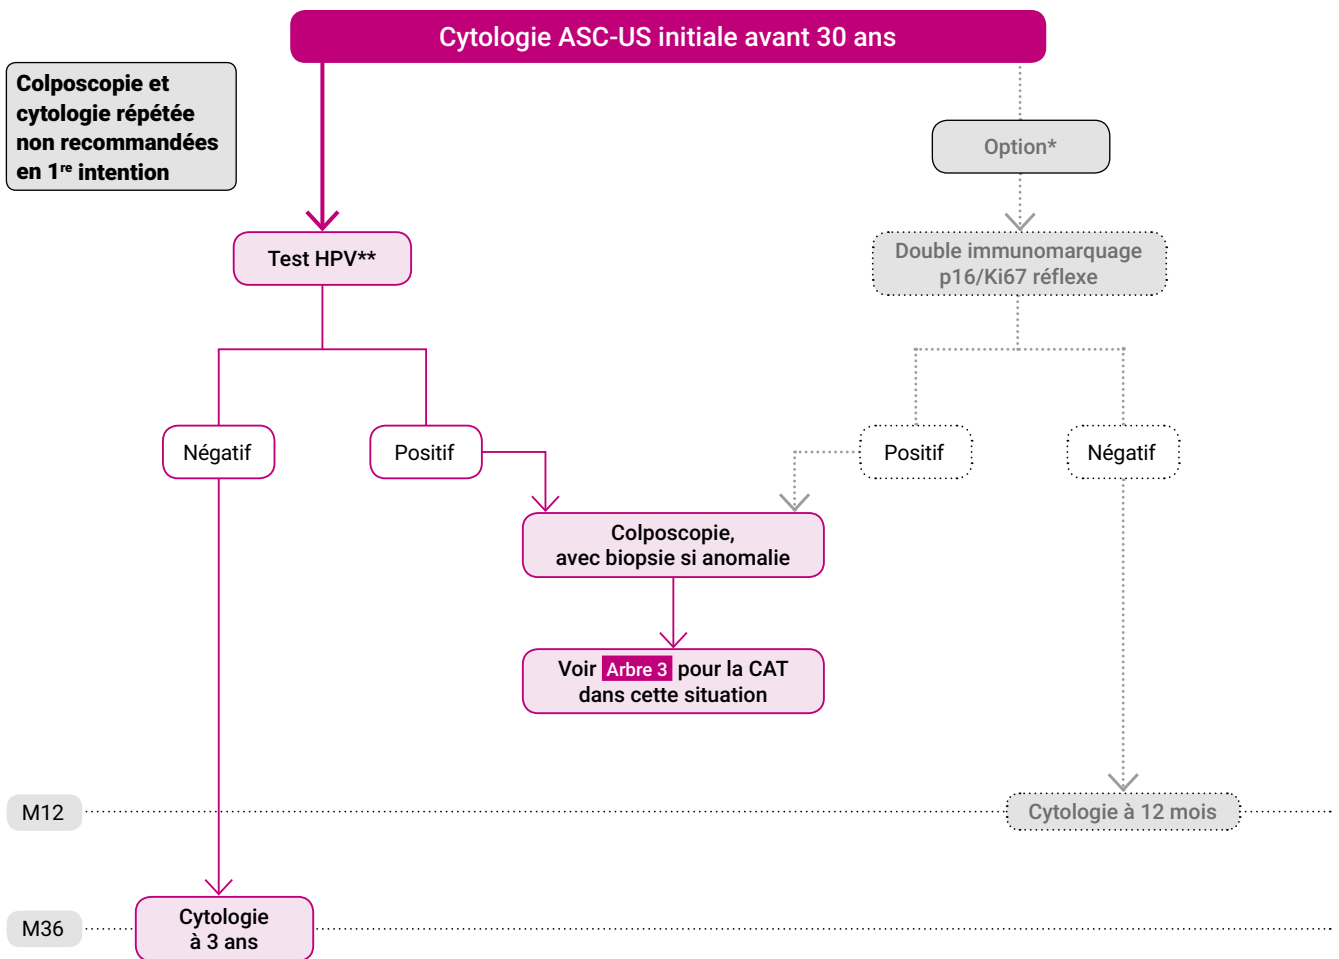 Cytologie ASC-US initiale avant 30 ans
Colposcopie et
cytologie répétée
non recommandées
en 1re intention
Option*
Test HPV**
Double immunomarquage
p16/Ki67 réflexe
Négatif
Positif
Positif
Négatif
Colposcopie,
avec biopsie si anomalie
Voir Arbre 3 pour la CAT
dans cette situation
M12
Cytologie à 12 mois
M36
Cytologie
à 3 ans